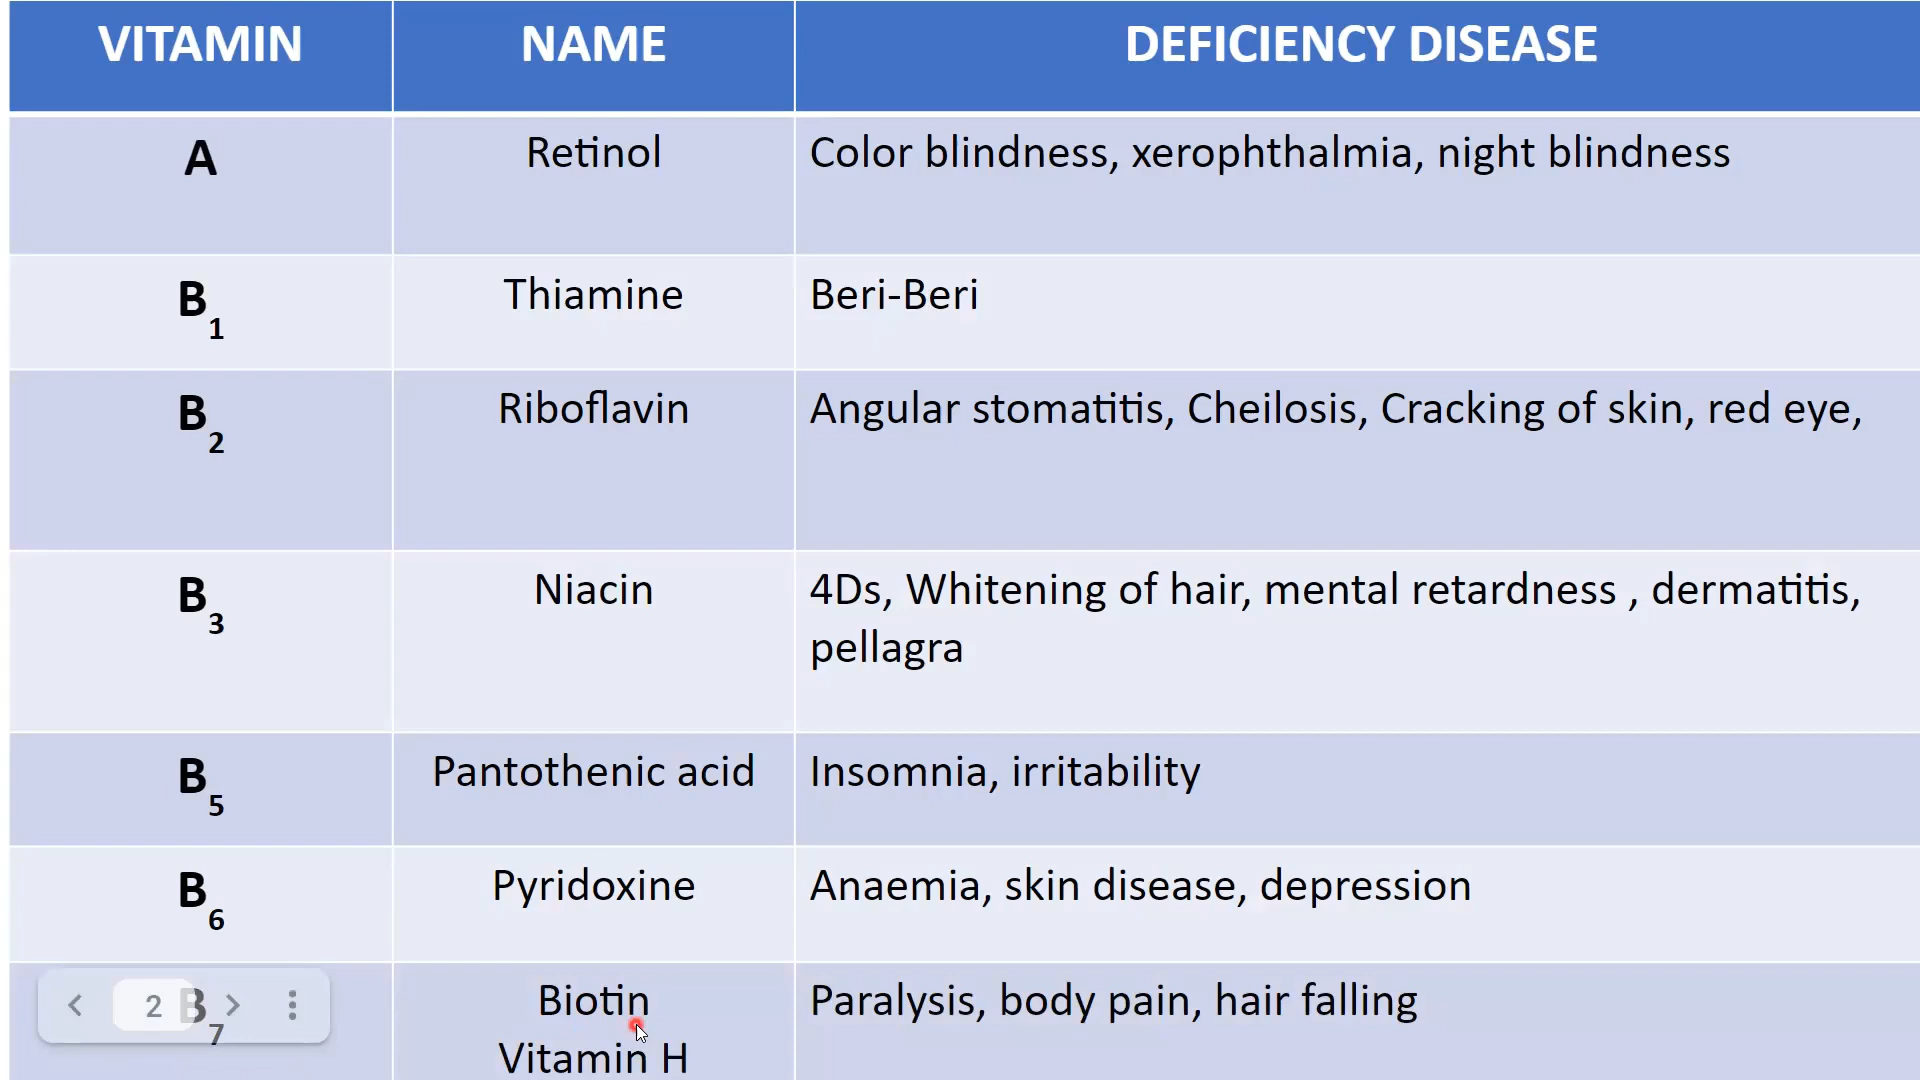 VITAMIN NAME DEFICIENCY DISEASE
A Retinol Color blindness, xerophthalmia, night blindness
B1 Thiamine Beri-Beri
B2 Riboflavin Angular stomatitis, Cheilosis, Cracking of skin, red eye,
B3 Niacin 4Ds, Whitening of hair, mental retardness , dermatitis,
pellagra
B5 Pantothenic acid Insomnia, irritability
B6 Pyridoxine Anaemia, skin disease, depression
2 B7 Biotin Paralysis, body pain, hair falling
Vitamin H